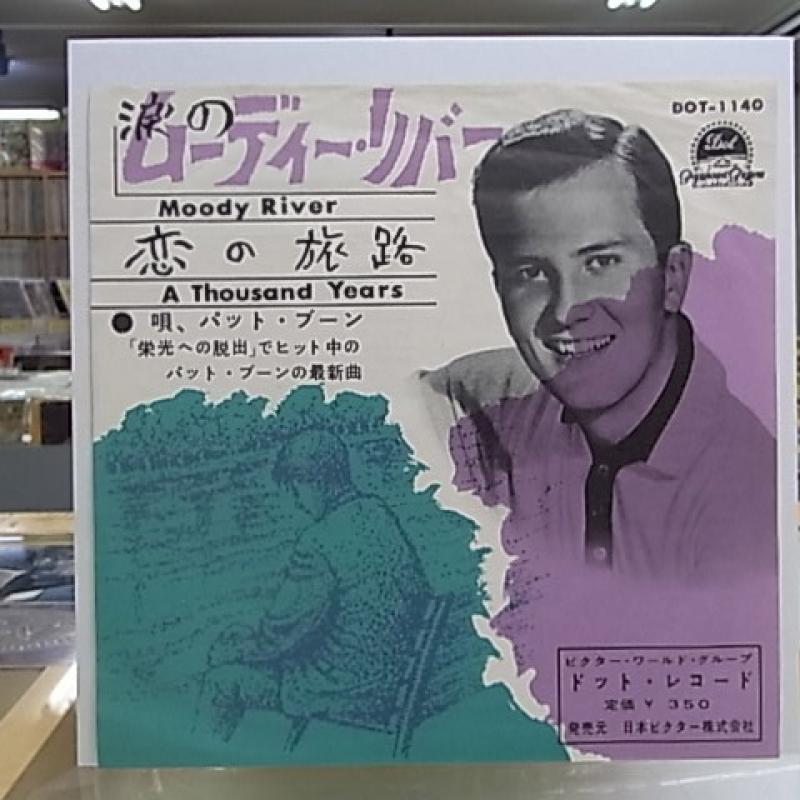 涙の
ムーディー・リバー
DOT-1140
Dot
Moody River
恋の旅路
A Thousand Years
●唄、パット・ブーン
「栄光への脱出」でヒット中の
パット・ブーンの最新曲
ビクター・ワールド・グループ
ドット・レコード
定価 ¥ 350
発売元 日本ビクター株式会社